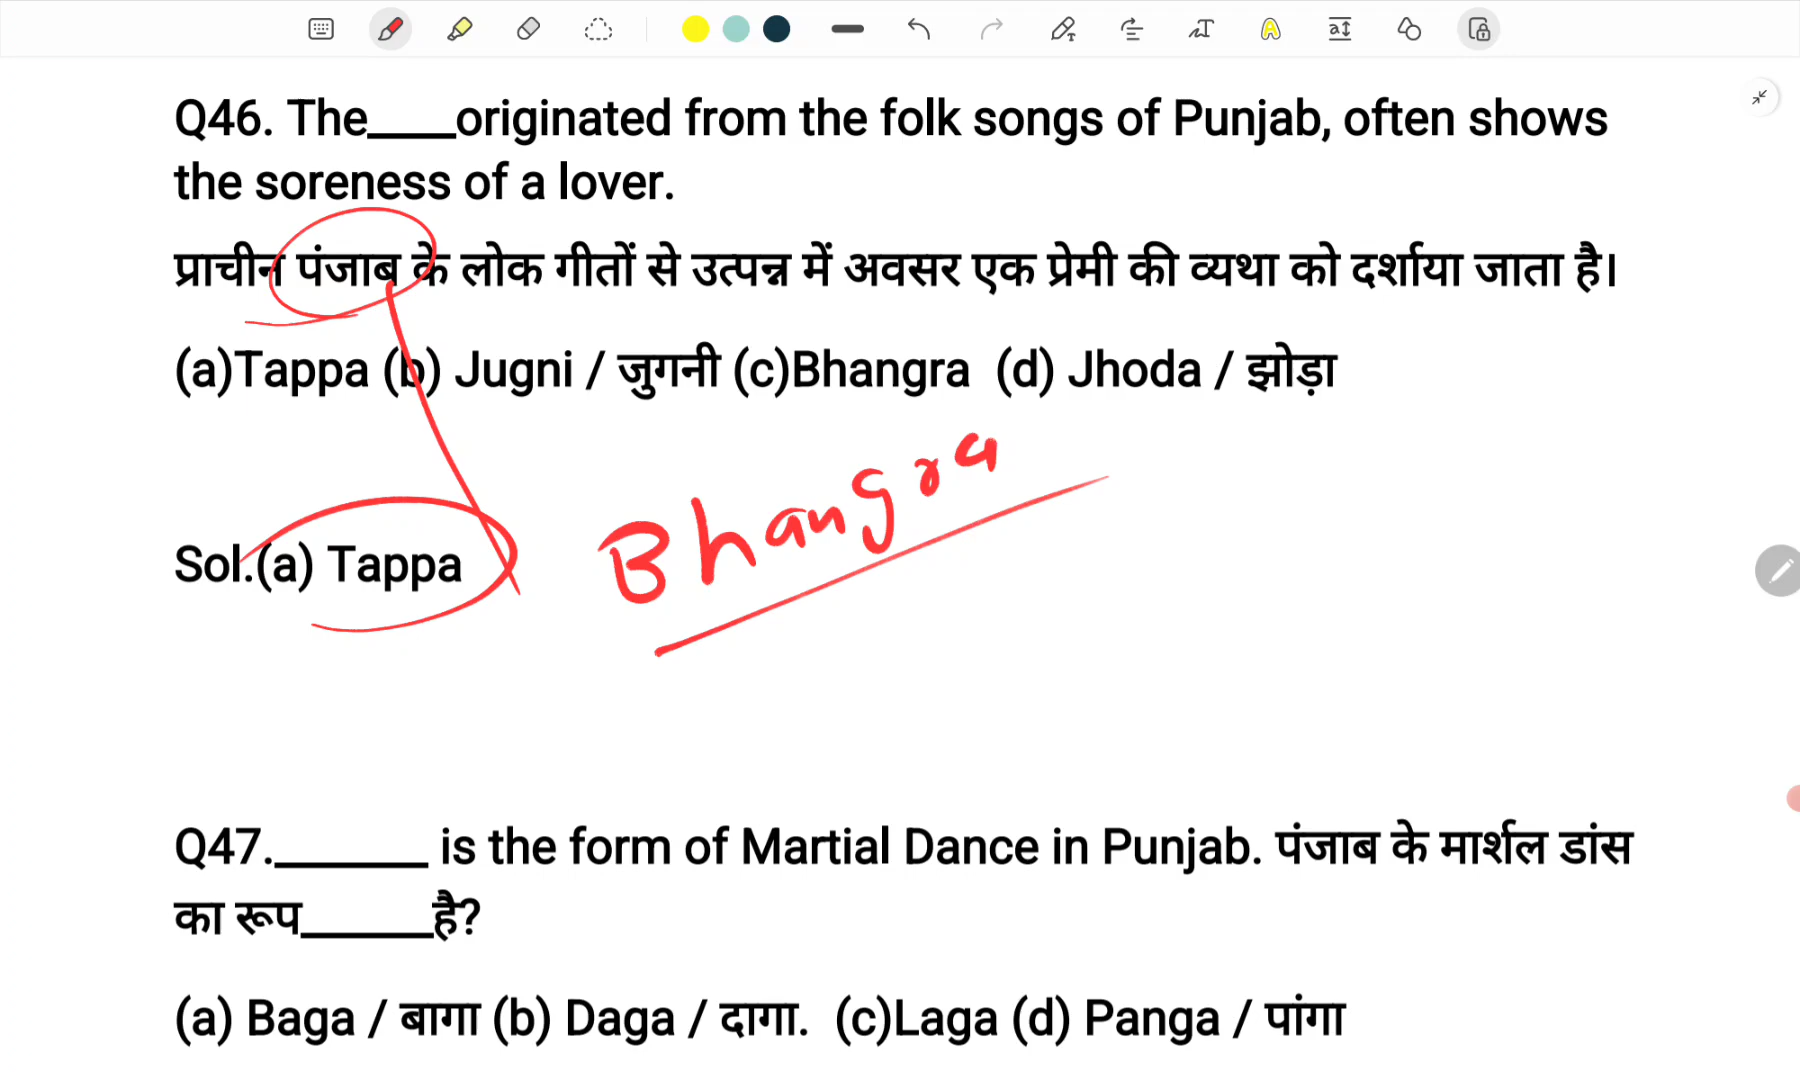 Q46. The____originated from the folk songs of Punjab, often shows
the soreness of a lover.
प्राचीन पंजाब के लोक गीतों से उत्पन्न में अवसर एक प्रेमी की व्यथा को दर्शाया जाता है।
(a)Tappa (b) Jugni / जुगनी (c)Bhangra (d) Jhoda / झोड़ा
Bhangra
Sol.(a) Tappa
Q47.______ is the form of Martial Dance in Punjab. पंजाब के मार्शल डांस
का रूप_____है?
(a) Baga / बागा (b) Daga / दागा. (c)Laga (d) Panga / पांगा